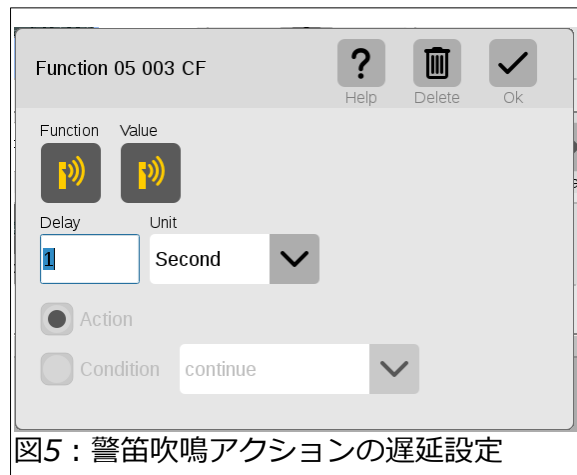 Function 05 003 CF
?
Help Delete Ok
Function Value
Delay Unit
1 Second
Action
Condition continue
図5：警笛吹鳴アクションの遅延設定